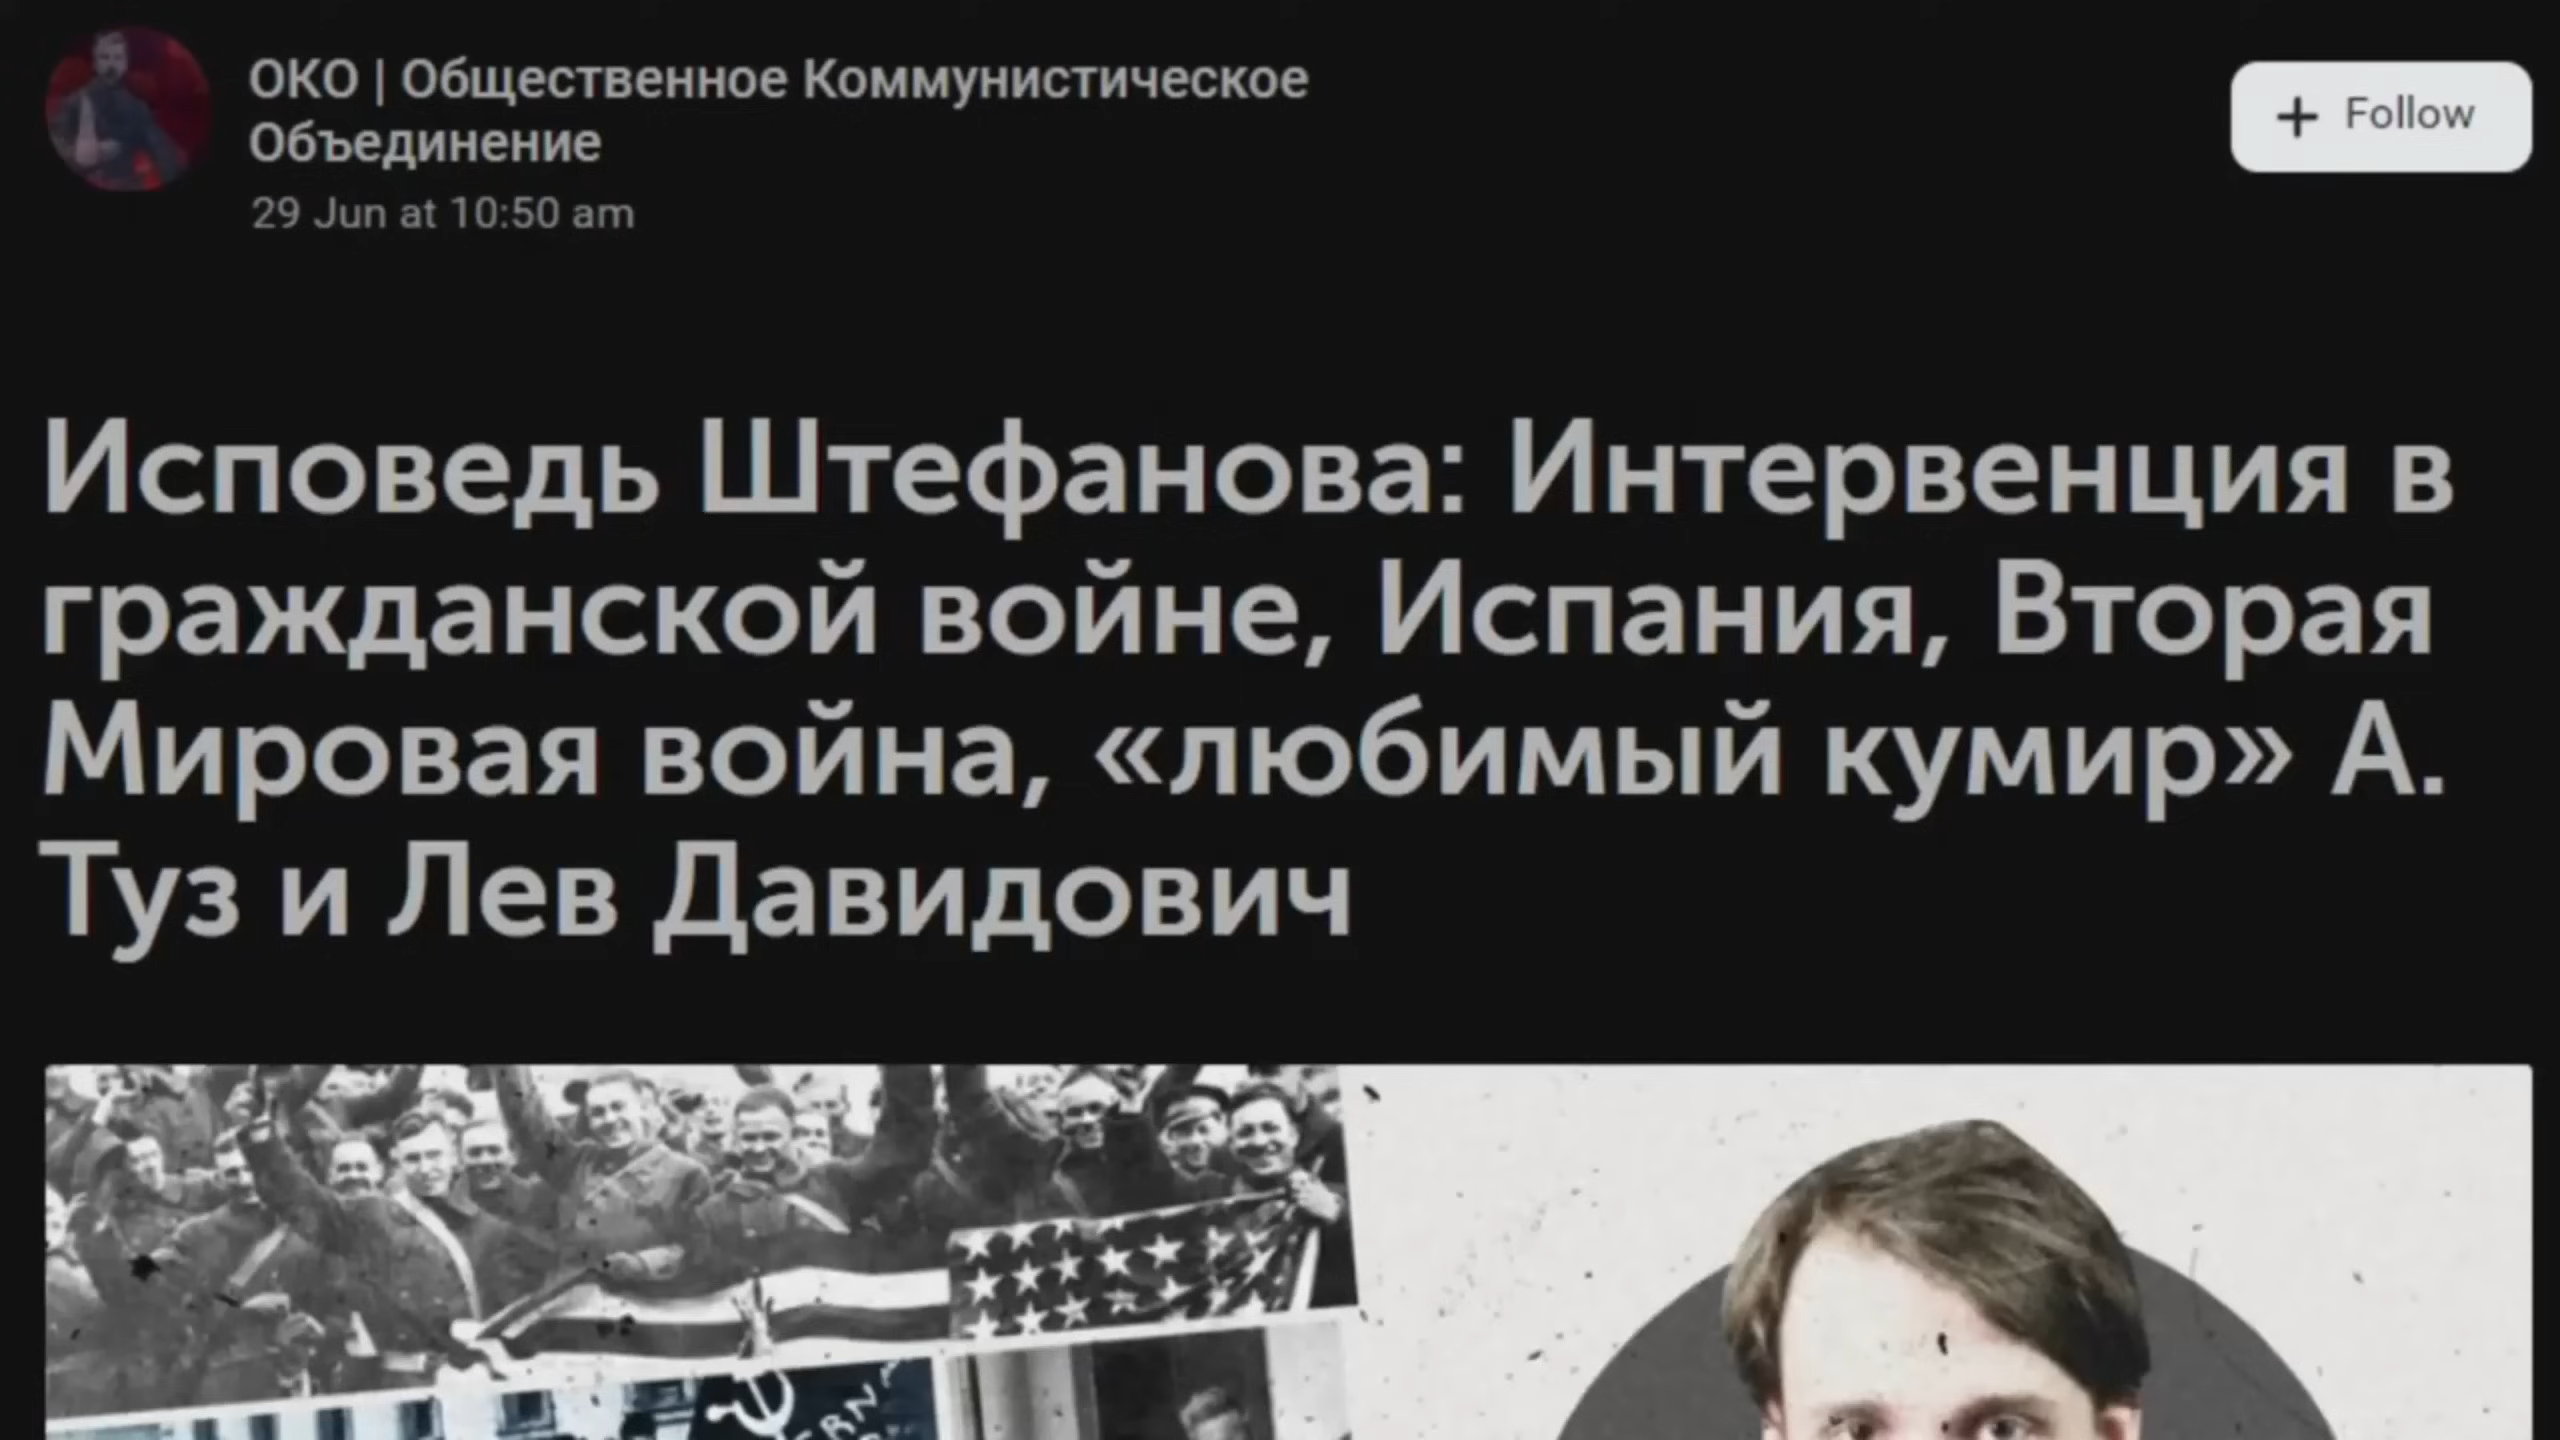 ОКО | Общественное Коммунистическое
Объединение
+ Follow
29 Jun at 10:50 am
Исповедь Штефанова: Интервенция в
гражданской войне, Испания, Вторая
Мировая война, «любимый кумир» А.
Туз и Лев Давидович